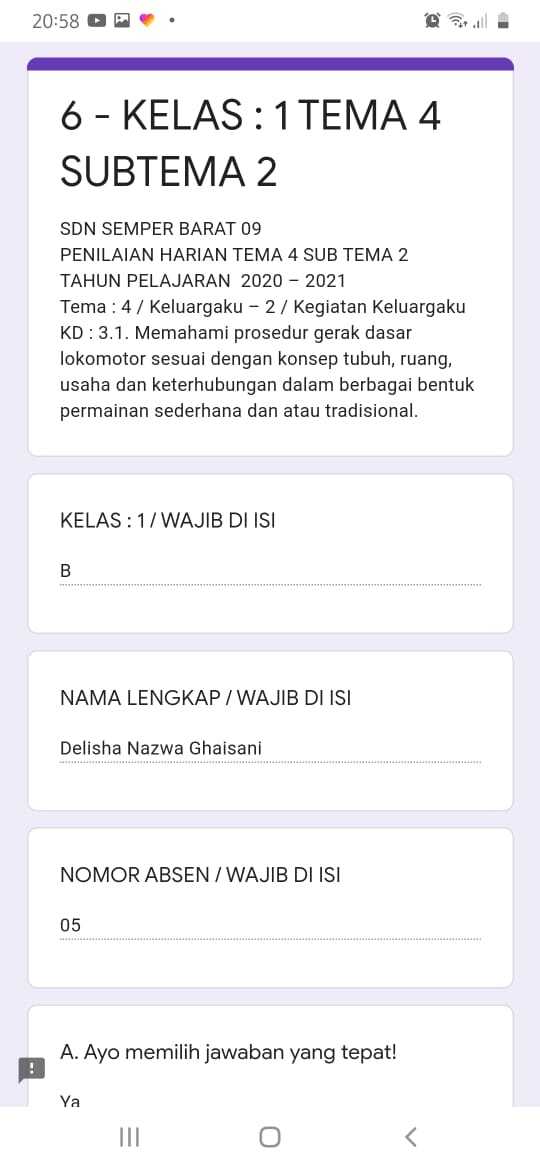 20:58
6 - KELAS : 1 TEMA 4
SUBTEMA 2
SDN SEMPER BARAT 09
PENILAIAN HARIAN TEMA 4 SUB TEMA 2
TAHUN PELAJARAN 2020 – 2021
Tema : 4 / Keluargaku – 2 / Kegiatan Keluargaku
KD : 3.1. Memahami prosedur gerak dasar
lokomotor sesuai dengan konsep tubuh, ruang,
usaha dan keterhubungan dalam berbagai bentuk
permainan sederhana dan atau tradisional.
KELAS : 1 / WAJIB DI ISI
B
NAMA LENGKAP / WAJIB DI ISI
Delisha Nazwa Ghaisani
NOMOR ABSEN / WAJIB DI ISI
05
A. Ayo memilih jawaban yang tepat!
Ya